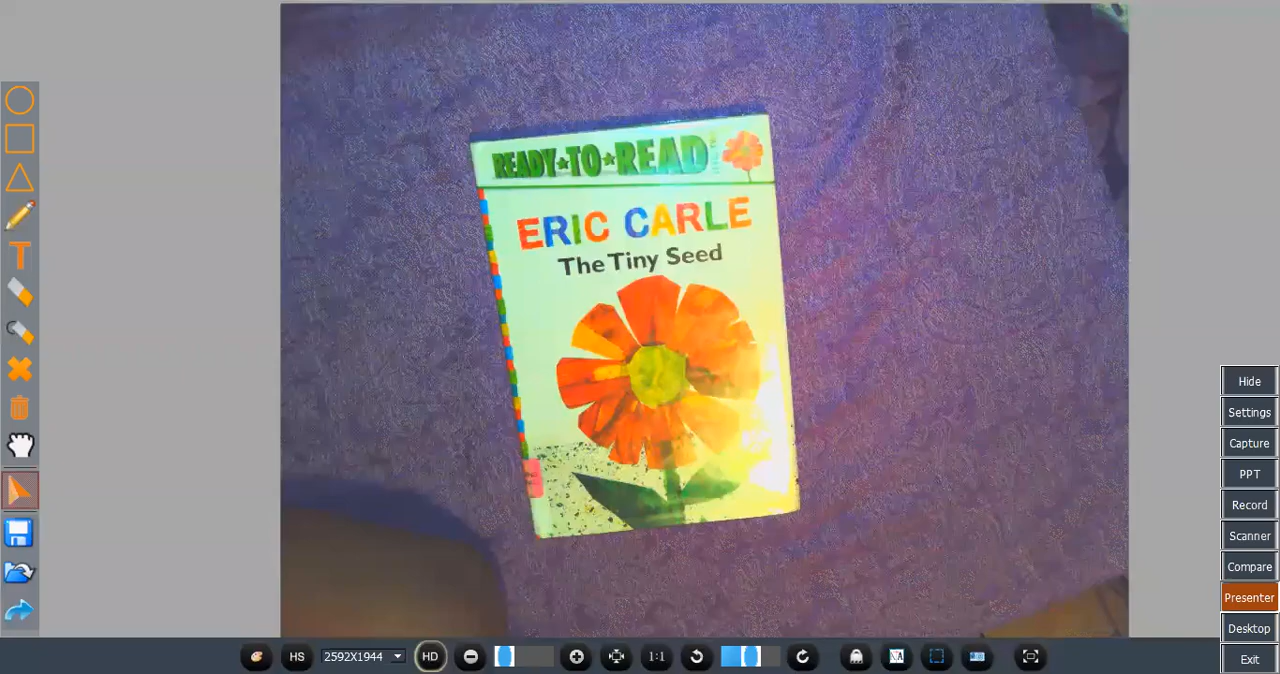 READY★TO★READ
ERIC CARLE
The Tiny Seed
Hide
Settings
Capture
PPT
Record
Scanner
Compare
Presenter
Desktop
Exit
HS
2592X1944
HD
1:1